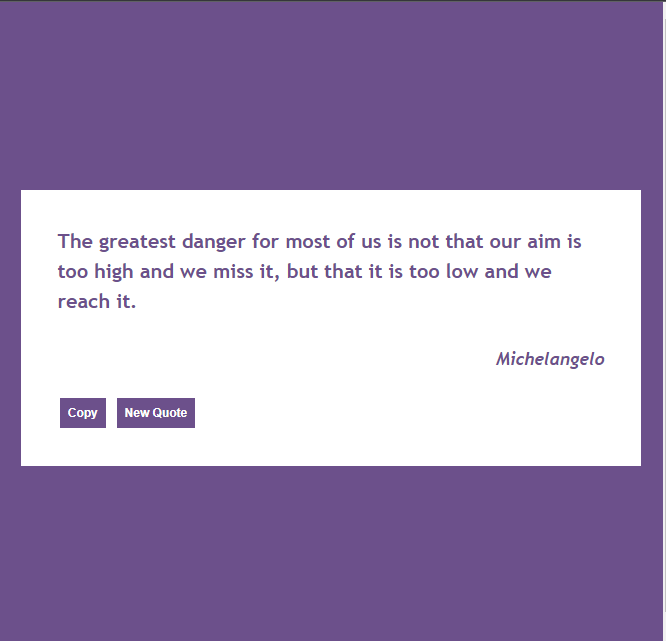 The greatest danger for most of us is not that our aim is
too high and we miss it, but that it is too low and we
reach it.
Michelangelo
Copy New Quote